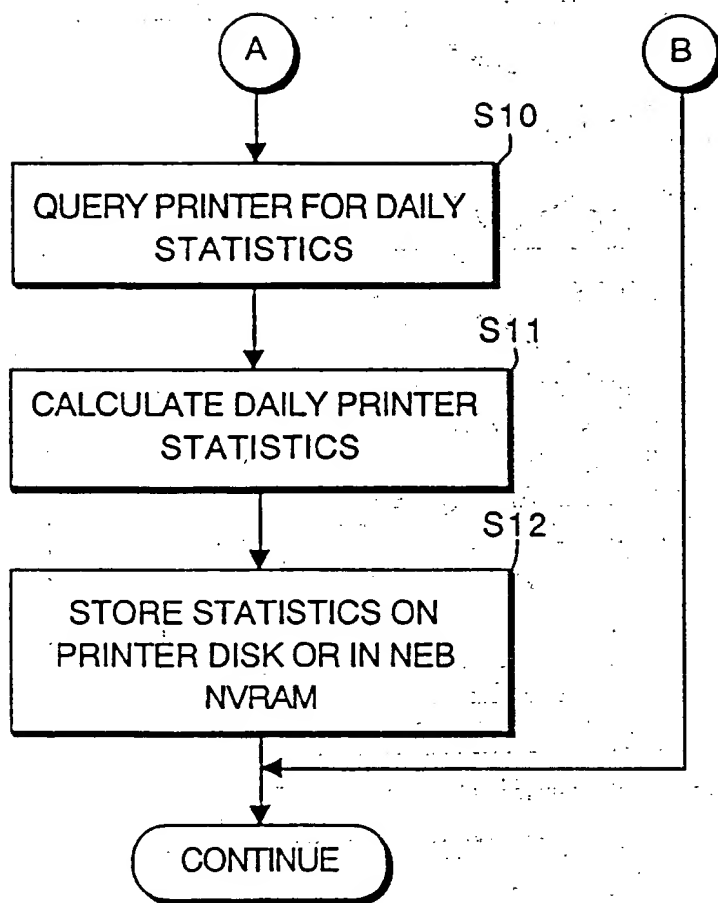 A
B
S10
QUERY PRINTER FOR DAILY
STATISTICS
S11
CALCULATE DAILY PRINTER
STATISTICS
S12
STORE STATISTICS ON
PRINTER DISK OR IN NEB
NVRAM
CONTINUE